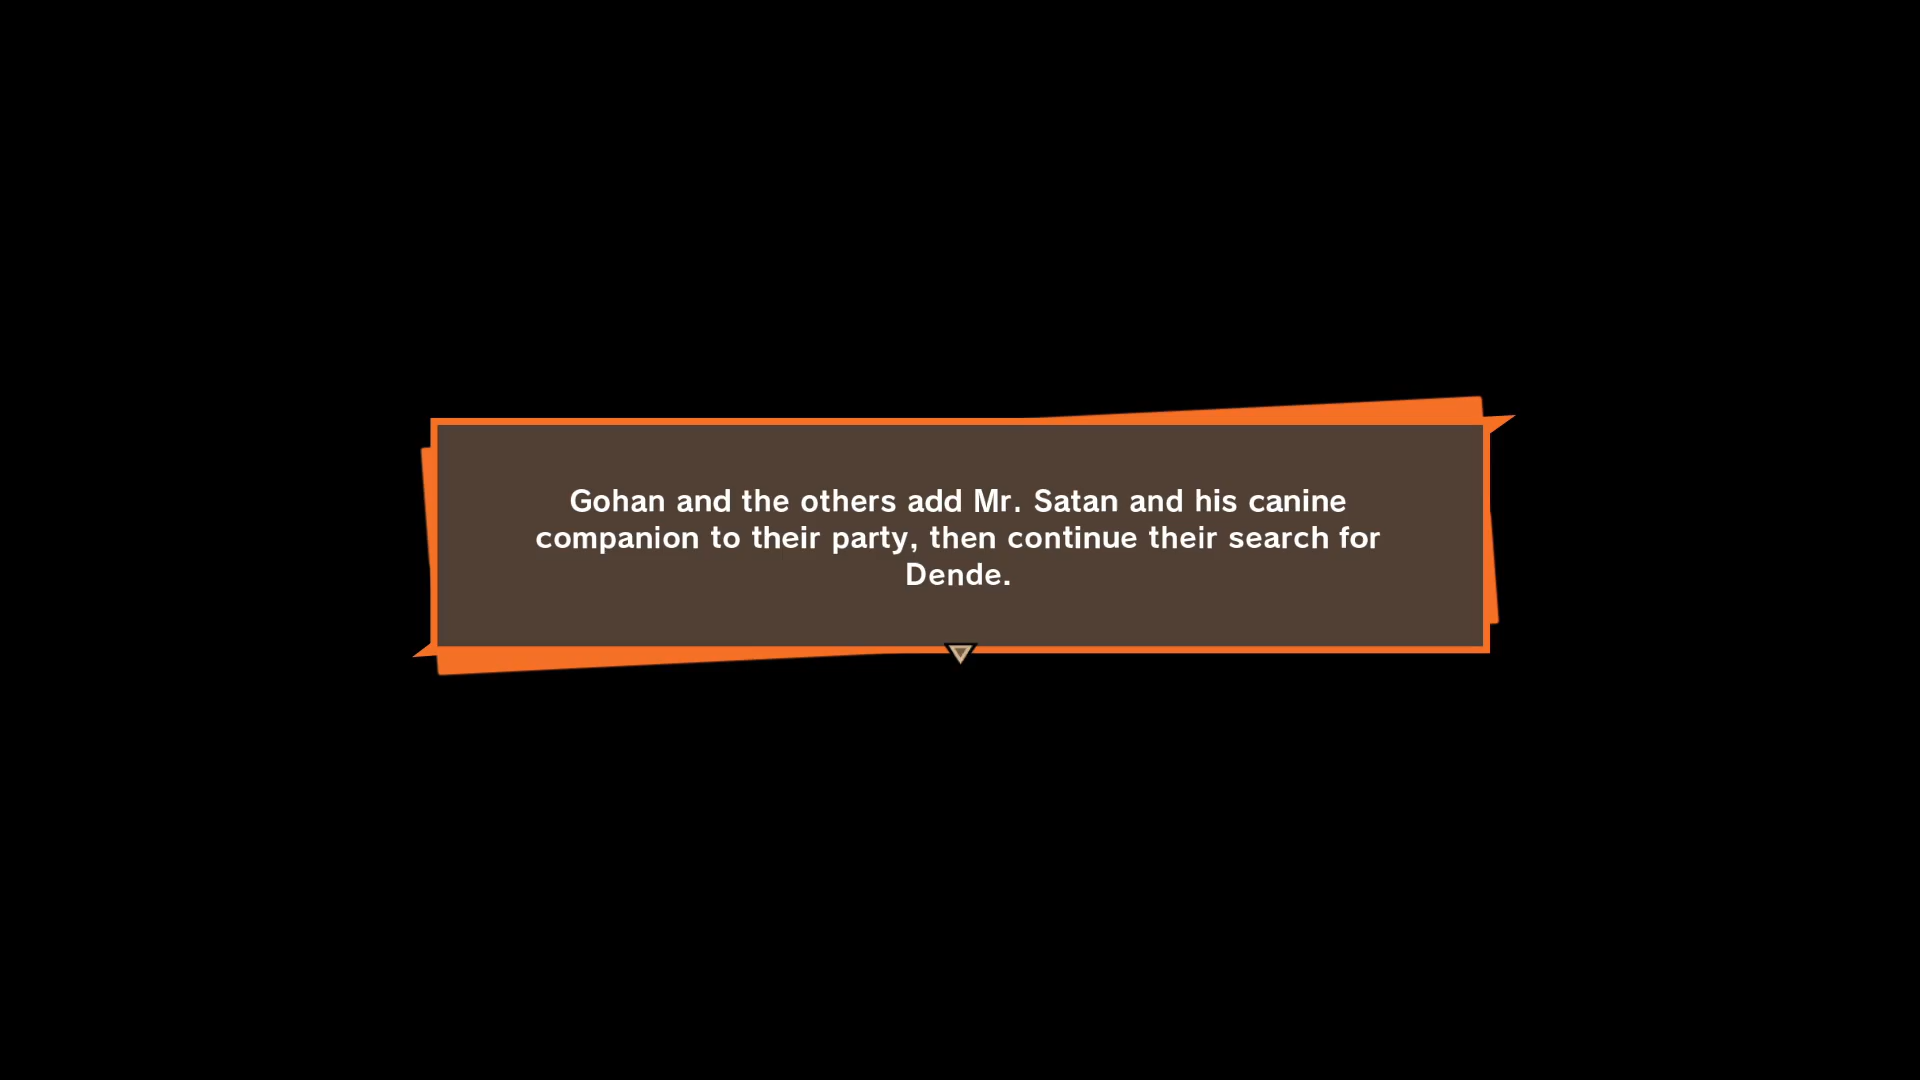 Gohan and the others add Mr. Satan and his canine
companion to their party, then continue their search for
Dende.